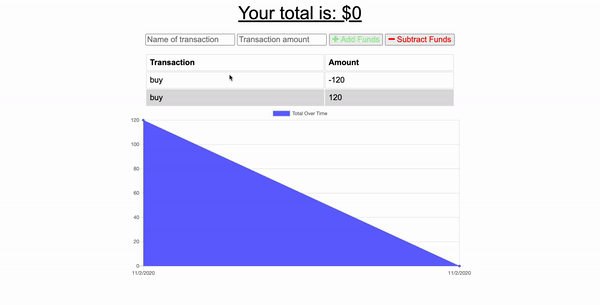 Your total is: $0
Name of transaction Transaction amount + Add Funds − Subtract Funds
Transaction Amount
buy -120
buy 120
Total Over Time
120
100
80
60
40
20
0
11/2/2020 11/2/2020